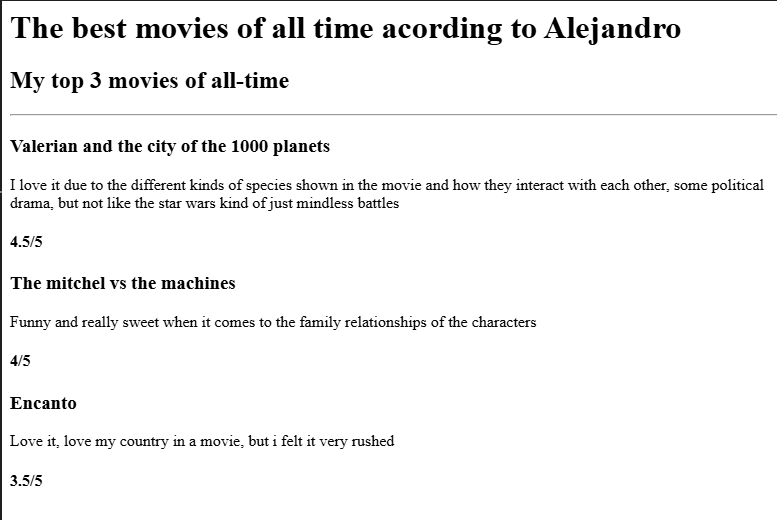 The best movies of all time acording to Alejandro
My top 3 movies of all-time
Valerian and the city of the 1000 planets
I love it due to the different kinds of species shown in the movie and how they interact with each other, some political
drama, but not like the star wars kind of just mindless battles
4.5/5
The mitchel vs the machines
Funny and really sweet when it comes to the family relationships of the characters
4/5
Encanto
Love it, love my country in a movie, but i felt it very rushed
3.5/5